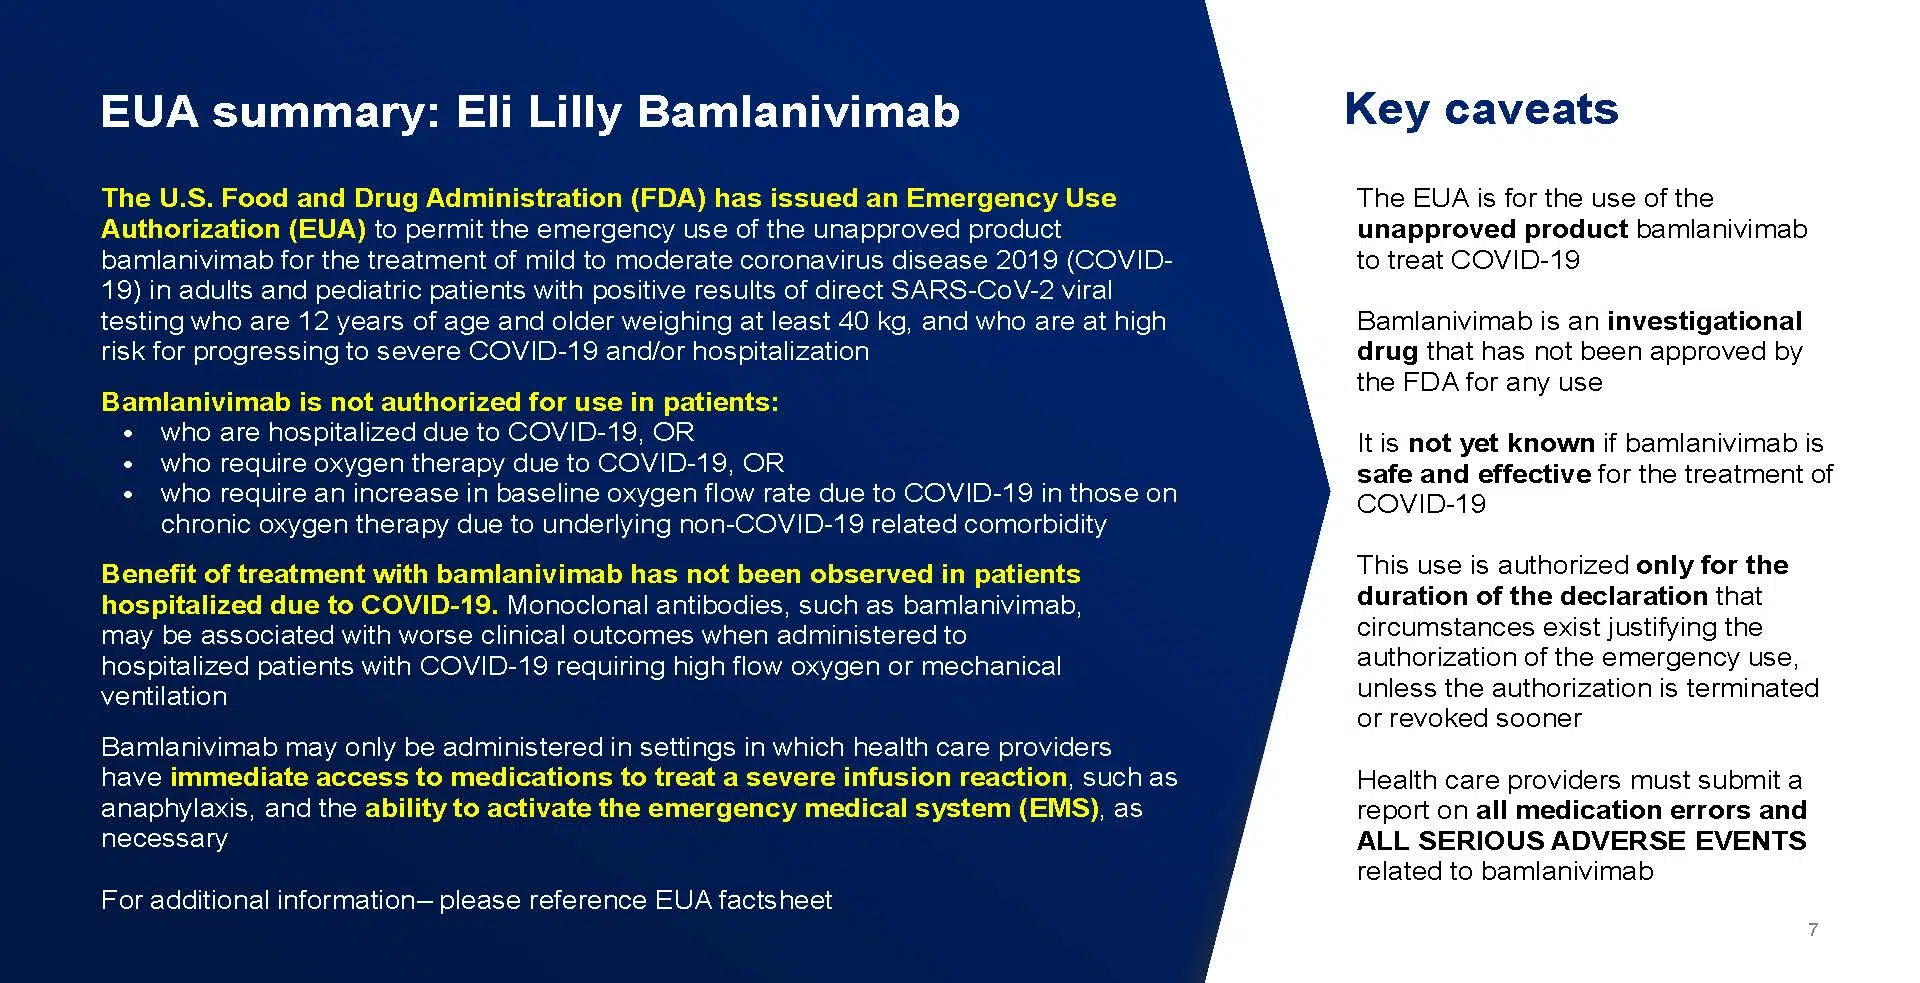 EUA summary: Eli Lilly Bamlanivimab
The U.S. Food and Drug Administration (FDA) has issued an Emergency Use
Authorization (EUA) to permit the emergency use of the unapproved product
bamlanivimab for the treatment of mild to moderate coronavirus disease 2019 (COVID-
19) in adults and pediatric patients with positive results of direct SARS-CoV-2 viral
testing who are 12 years of age and older weighing at least 40 kg, and who are at high
risk for progressing to severe COVID-19 and/or hospitalization
Bamlanivimab is not authorized for use in patients:
• who are hospitalized due to COVID-19, OR
• who require oxygen therapy due to COVID-19, OR
• who require an increase in baseline oxygen flow rate due to COVID-19 in those on
chronic oxygen therapy due to underlying non-COVID-19 related comorbidity
Benefit of treatment with bamlanivimab has not been observed in patients
hospitalized due to COVID-19. Monoclonal antibodies, such as bamlanivimab,
may be associated with worse clinical outcomes when administered to
hospitalized patients with COVID-19 requiring high flow oxygen or mechanical
ventilation
Bamlanivimab may only be administered in settings in which health care providers
have immediate access to medications to treat a severe infusion reaction, such as
anaphylaxis, and the ability to activate the emergency medical system (EMS), as
necessary
For additional information– please reference EUA factsheet
Key caveats
The EUA is for the use of the
unapproved product bamlanivimab
to treat COVID-19
Bamlanivimab is an investigational
drug that has not been approved by
the FDA for any use
It is not yet known if bamlanivimab is
safe and effective for the treatment of
COVID-19
This use is authorized only for the
duration of the declaration that
circumstances exist justifying the
authorization of the emergency use,
unless the authorization is terminated
or revoked sooner
Health care providers must submit a
report on all medication errors and
ALL SERIOUS ADVERSE EVENTS
related to bamlanivimab
7